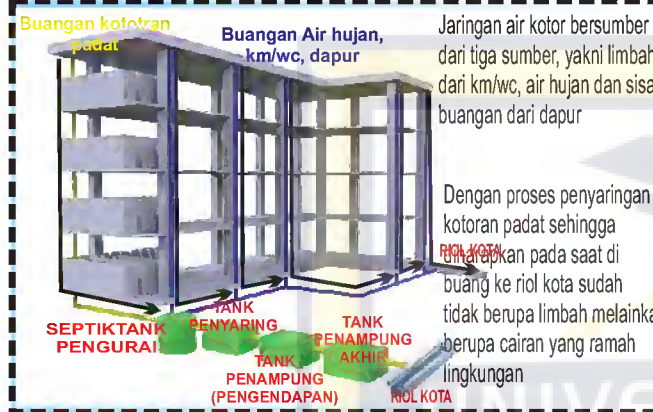 Buangan kototran
padat
Buangan Air hujan,
km/wc, dapur
Jaringan air kotor bersumber
dari tiga sumber, yakni limbah
dari km/wc, air hujan dan sisa
buangan dari dapur
Dengan proses penyaringan
kotoran padat sehingga
diharapkan pada saat di
buang ke riol kota sudah
tidak berupa limbah melainka
berupa cairan yang ramah
lingkungan
RIOL KOTA
SEPTIKTANK
PENGURAI
TANK
PENYARING
TANK
PENAMPUNG
(PENGENDAPAN)
TANK
PENAMPUNG
AKHIR
RIOL KOTA
UNIVE